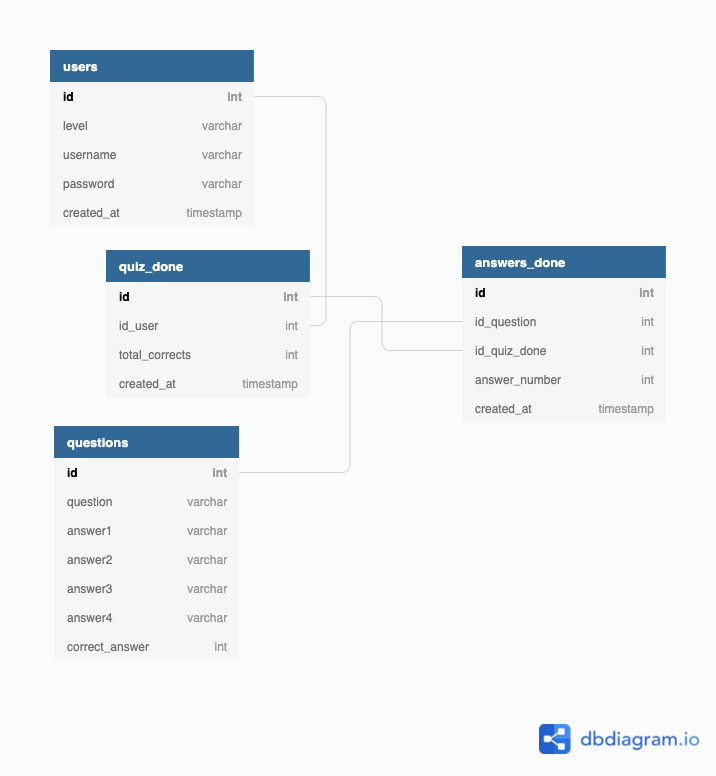 users
id int
level varchar
username varchar
password varchar
created_at timestamp
quiz_done
id int
id_user int
total_corrects int
created_at timestamp
answers_done
id int
id_question int
id_quiz_done int
answer_number int
created_at timestamp
questions
id int
question varchar
answer1 varchar
answer2 varchar
answer3 varchar
answer4 varchar
correct_answer int
dbdiagram.io